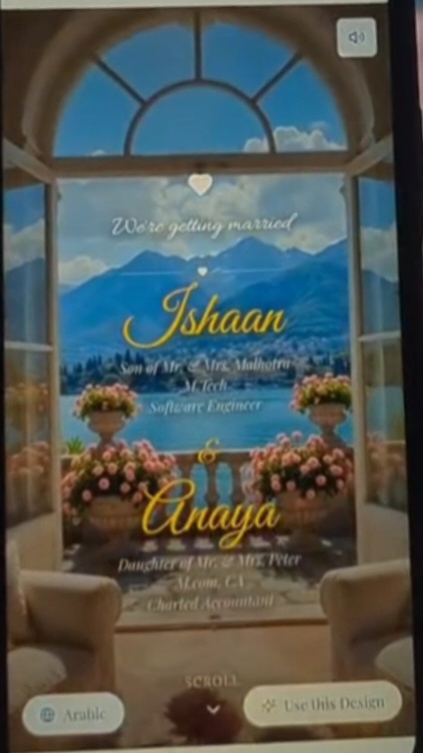 We're getting married
Ishaan
Son of Mr. & Mrs. Malhotra
M.Tech
Software Engineer
&
Anaya
Daughter of Mr. & Mrs. Peter
M.com, CA
Charted Accountant
SCROLL
Arabic
Use this Design